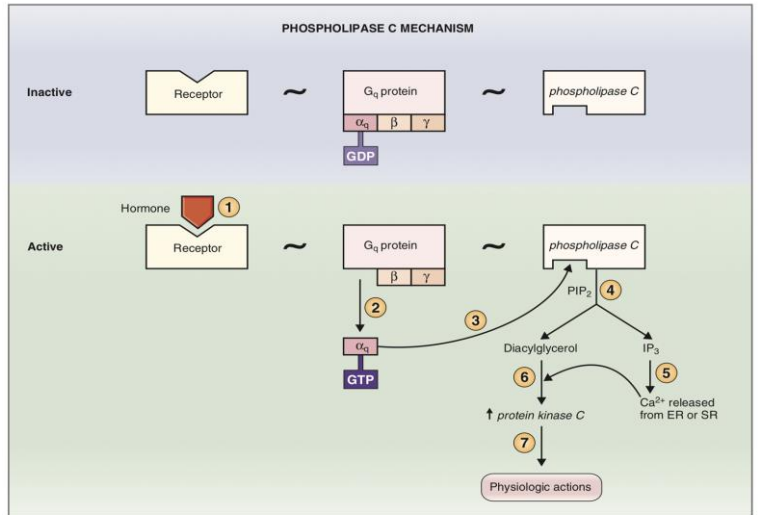 PHOSPHOLIPASE C MECHANISM
Inactive
Receptor
~
Gq protein
~
phospholipase C
αq β γ
GDP
Hormone
1
Active
Receptor
~
Gq protein
~
phospholipase C
β γ
PIP2
4
2
3
αq
GTP
Diacylglycerol
IP3
6
5
↑ protein kinase C
Ca2+ released
from ER or SR
7
Physiologic actions